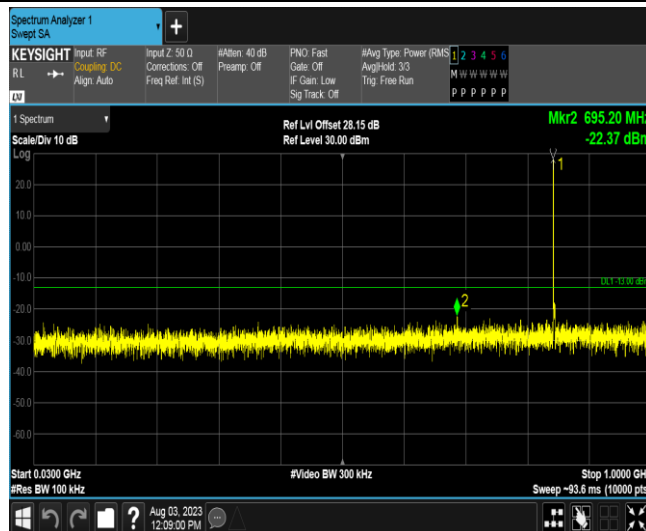 Spectrum Analyzer 1
Swept SA
+
KEYSIGHT
RL
LXI
Input: RF
Coupling: DC
Align: Auto
Input Z: 50 Ω
Corrections: Off
Freq Ref: Int (S)
#Atten: 40 dB
Preamp: Off
PNO: Fast
Gate: Off
IF Gain: Low
Sig Track: Off
#Avg Type: Power (RMS
Avg|Hold: 3/3
Trig: Free Run
1 2 3 4 5 6
M W W W W W
P P P P P P
1 Spectrum
Scale/Div 10 dB
Log
Ref Lvl Offset 28.15 dB
Ref Level 30.00 dBm
Mkr2 695.20 MHz
-22.37 dBm
1
20.0
10.0
0.00
DL1 -13.00 dBm
-10.0
2
-20.0
-30.0
-40.0
-50.0
-60.0
Start 0.0300 GHz
#Res BW 100 kHz
#Video BW 300 kHz
Stop 1.0000 GHz
Sweep ~93.6 ms (10000 pts
?
Aug 03, 2023
12:09:00 PM